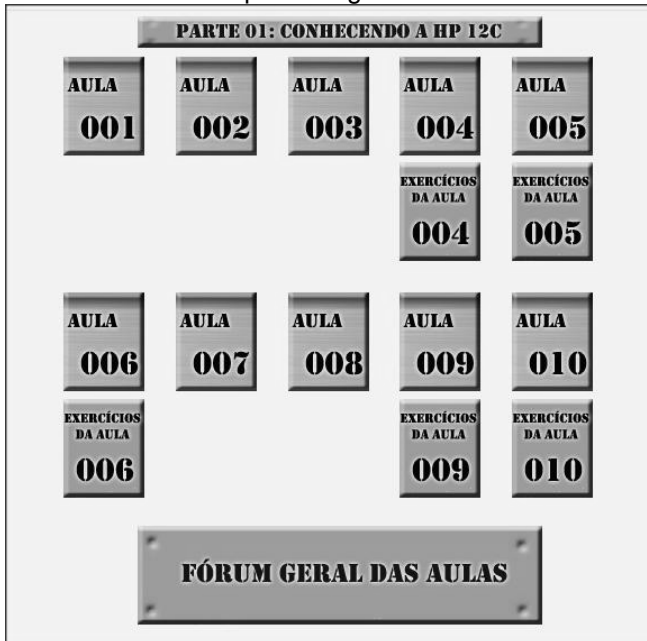 PARTE 01: CONHECENDO A HP 12C
AULA AULA AULA AULA AULA
001 002 003 004 005
EXERCÍCIOS EXERCÍCIOS
DA AULA DA AULA
004 005
AULA AULA AULA AULA AULA
006 007 008 009 010
EXERCÍCIOS EXERCÍCIOS EXERCÍCIOS
DA AULA DA AULA DA AULA
006 009 010
FÓRUM GERAL DAS AULAS